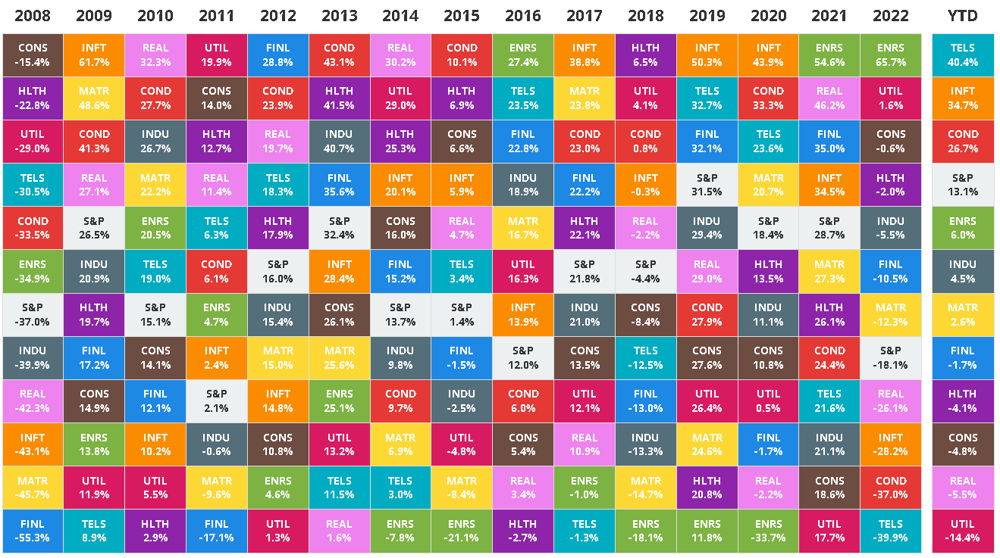 2008 2009 2010 2011 2012 2013 2014 2015 2016 2017 2018 2019 2020 2021 2022 YTD
CONS INFT REAL UTIL FINL COND REAL COND ENRS INFT HLTH INFT INFT ENRS ENRS TELS
-15.4% 61.7% 32.3% 19.9% 28.8% 43.1% 30.2% 10.1% 27.4% 38.8% 6.5% 50.3% 43.9% 54.6% 65.7% 40.4%
HLTH MATR COND CONS COND HLTH UTIL HLTH TELS MATR UTIL TELS COND REAL UTIL INFT
-22.8% 48.6% 27.7% 14.0% 23.9% 41.5% 29.0% 6.9% 23.5% 23.8% 4.1% 32.7% 33.3% 46.2% 1.6% 34.7%
UTIL COND INDU HLTH REAL INDU HLTH CONS FINL COND COND FINL TELS FINL CONS COND
-29.0% 41.3% 26.7% 12.7% 19.7% 40.7% 25.3% 6.6% 22.8% 23.0% 0.8% 32.1% 23.6% 35.0% -0.6% 26.7%
TELS REAL MATR REAL TELS FINL INFT INFT INDU FINL INFT S&P MATR INFT HLTH S&P
-30.5% 27.1% 22.2% 11.4% 18.3% 35.6% 20.1% 5.9% 18.9% 22.2% -0.3% 31.5% 20.7% 34.5% -2.0% 13.1%
COND S&P ENRS TELS HLTH S&P CONS REAL MATR HLTH REAL INDU S&P S&P INDU ENRS
-33.5% 26.5% 20.5% 6.3% 17.9% 32.4% 16.0% 4.7% 16.7% 22.1% -2.2% 29.4% 18.4% 28.7% -5.5% 6.0%
ENRS INDU TELS COND S&P INFT FINL TELS UTIL S&P S&P REAL HLTH MATR FINL INDU
-34.9% 20.9% 19.0% 6.1% 16.0% 28.4% 15.2% 3.4% 16.3% 21.8% -4.4% 29.0% 13.5% 27.3% -10.5% 4.5%
S&P HLTH S&P ENRS INDU CONS S&P S&P INFT INDU CONS COND INDU HLTH MATR MATR
-37.0% 19.7% 15.1% 4.7% 15.4% 26.1% 13.7% 1.4% 13.9% 21.0% -8.4% 27.9% 11.1% 26.1% -12.3% 2.6%
INDU FINL CONS INFT MATR MATR INDU FINL S&P CONS TELS CONS CONS COND S&P FINL
-39.9% 17.2% 14.1% 2.4% 15.0% 25.6% 9.8% -1.5% 12.0% 13.5% -12.5% 27.6% 10.8% 24.4% -18.1% -1.7%
REAL CONS FINL S&P INFT ENRS COND INDU COND UTIL FINL UTIL UTIL TELS REAL HLTH
-42.3% 14.9% 12.1% 2.1% 14.8% 25.1% 9.7% -2.5% 6.0% 12.1% -13.0% 26.4% 0.5% 21.6% -26.1% -4.1%
INFT ENRS INFT INDU CONS UTIL MATR UTIL CONS REAL INDU MATR FINL INDU INFT CONS
-43.1% 13.8% 10.2% -0.6% 10.8% 13.2% 6.9% -4.8% 5.4% 10.9% -13.3% 24.6% -1.7% 21.1% -28.2% -4.8%
MATR UTIL UTIL MATR ENRS TELS TELS MATR REAL ENRS MATR HLTH REAL CONS COND REAL
-45.7% 11.9% 5.5% -9.6% 4.6% 11.5% 3.0% -8.4% 3.4% -1.0% -14.7% 20.8% -2.2% 18.6% -37.0% -5.5%
FINL TELS HLTH FINL UTIL REAL ENRS ENRS HLTH TELS ENRS ENRS ENRS UTIL TELS UTIL
-55.3% 8.9% 2.9% -17.1% 1.3% 1.6% -7.8% -21.1% -2.7% -1.3% -18.1% 11.8% -33.7% 17.7% -39.9% -14.4%